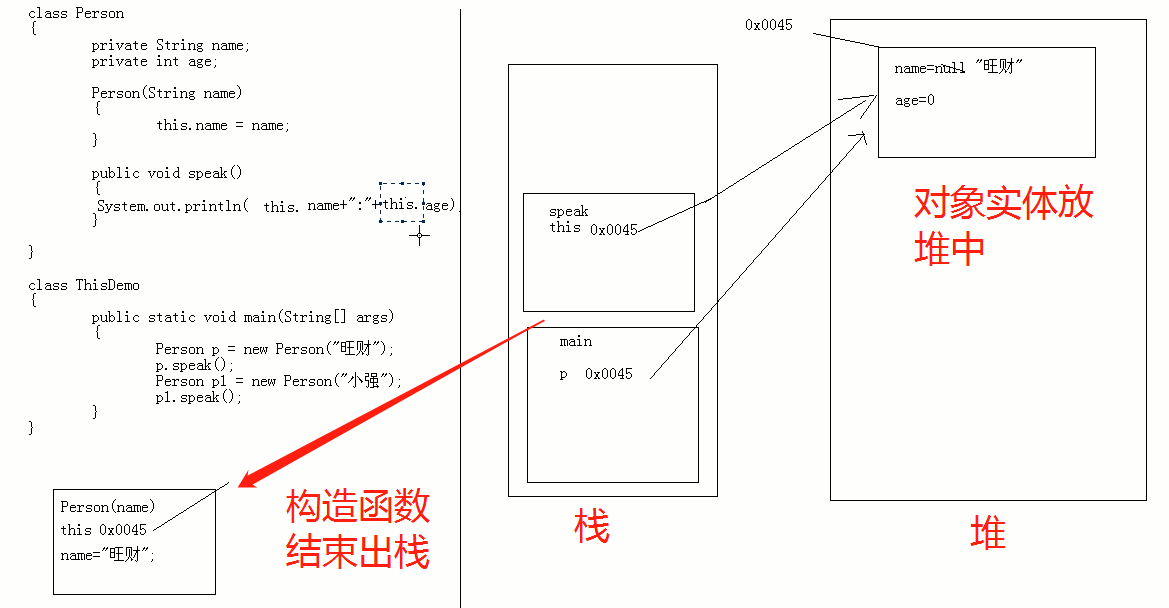 class Person
{
private String name;
private int age;
Person(String name)
{
this.name = name;
}
public void speak()
{
System.out.println( this. name+":"+this.age)
}
}
class ThisDemo
{
public static void main(String[] args)
{
Person p = new Person("旺财");
p.speak();
Person p1 = new Person("小强");
p1.speak();
}
}
Person(name)
this 0x0045
name="旺财";
构造函数
结束出栈
speak
this 0x0045
main
p 0x0045
栈
0x0045
name=null "旺财"
age=0
对象实体放
堆中
堆